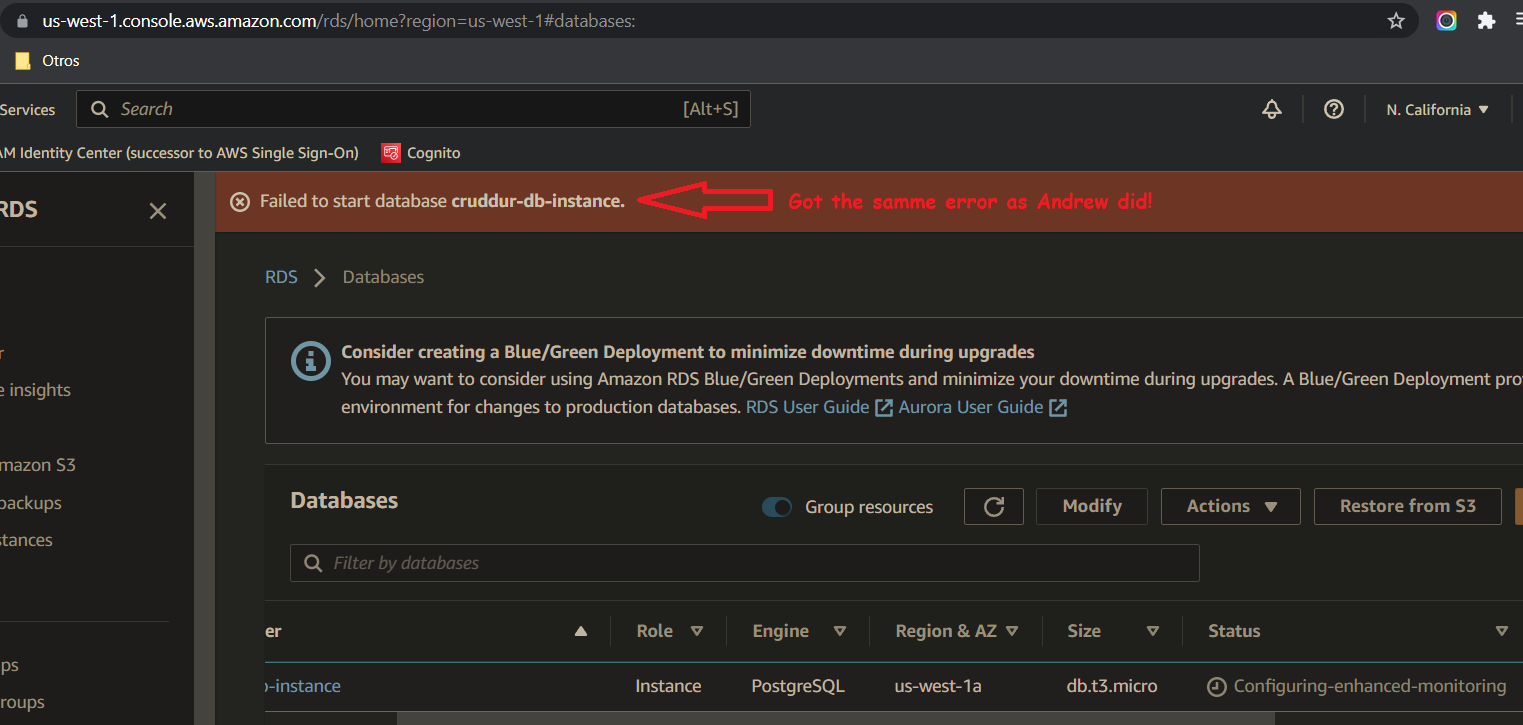 us-west-1.console.aws.amazon.com/rds/home?region=us-west-1#databases:
Otros
Services
Search
[Alt+S]
N. California
AM Identity Center (successor to AWS Single Sign-On)
Cognito
RDS
Failed to start database cruddur-db-instance.
Got the samme error as Andrew did!
RDS > Databases
Consider creating a Blue/Green Deployment to minimize downtime during upgrades
You may want to consider using Amazon RDS Blue/Green Deployments and minimize your downtime during upgrades. A Blue/Green Deployment pro
environment for changes to production databases. RDS User Guide Aurora User Guide
r
e insights
mazon S3
backups
stances
ps
roups
Databases
Group resources
Modify
Actions
Restore from S3
Filter by databases
er Role Engine Region & AZ Size Status
b-instance Instance PostgreSQL us-west-1a db.t3.micro Configuring-enhanced-monitoring